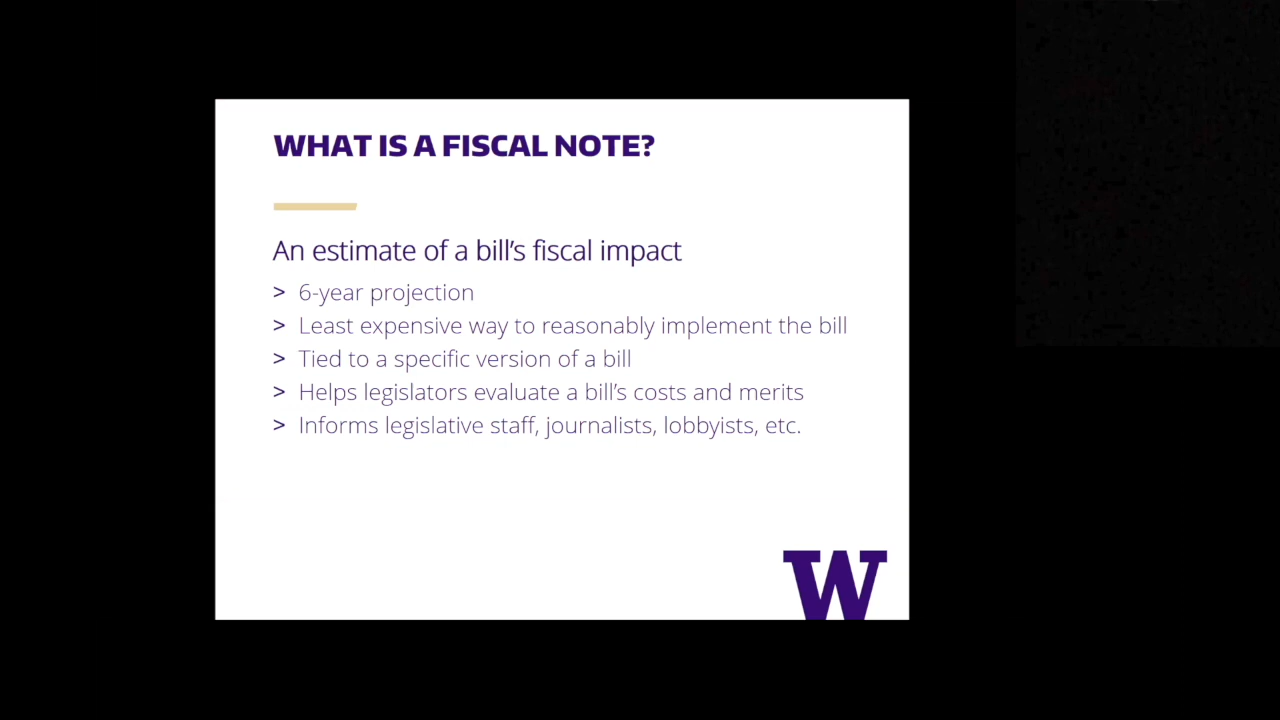 WHAT IS A FISCAL NOTE?
An estimate of a bill’s fiscal impact
> 6-year projection
> Least expensive way to reasonably implement the bill
> Tied to a specific version of a bill
> Helps legislators evaluate a bill’s costs and merits
> Informs legislative staff, journalists, lobbyists, etc.
W